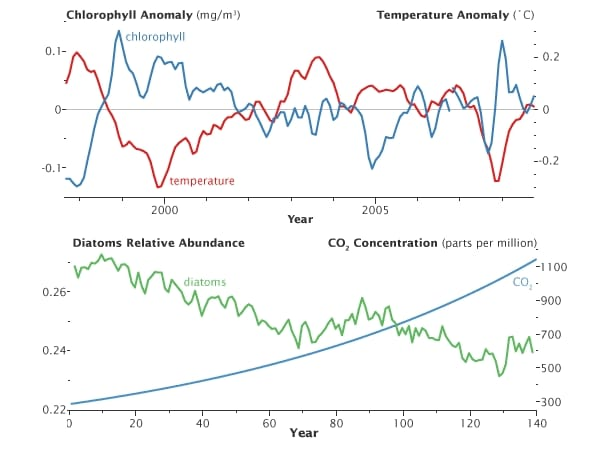 Chlorophyll Anomaly (mg/m³) Temperature Anomaly (˚C)
chlorophyll
0.1
0.2
0
0
-0.1
-0.2
temperature
2000 2005
Year
Diatoms Relative Abundance CO₂ Concentration (parts per million)
1100
diatoms CO₂
0.26
900
700
0.24
500
300
0.22
0 20 40 60 80 100 120 140
Year